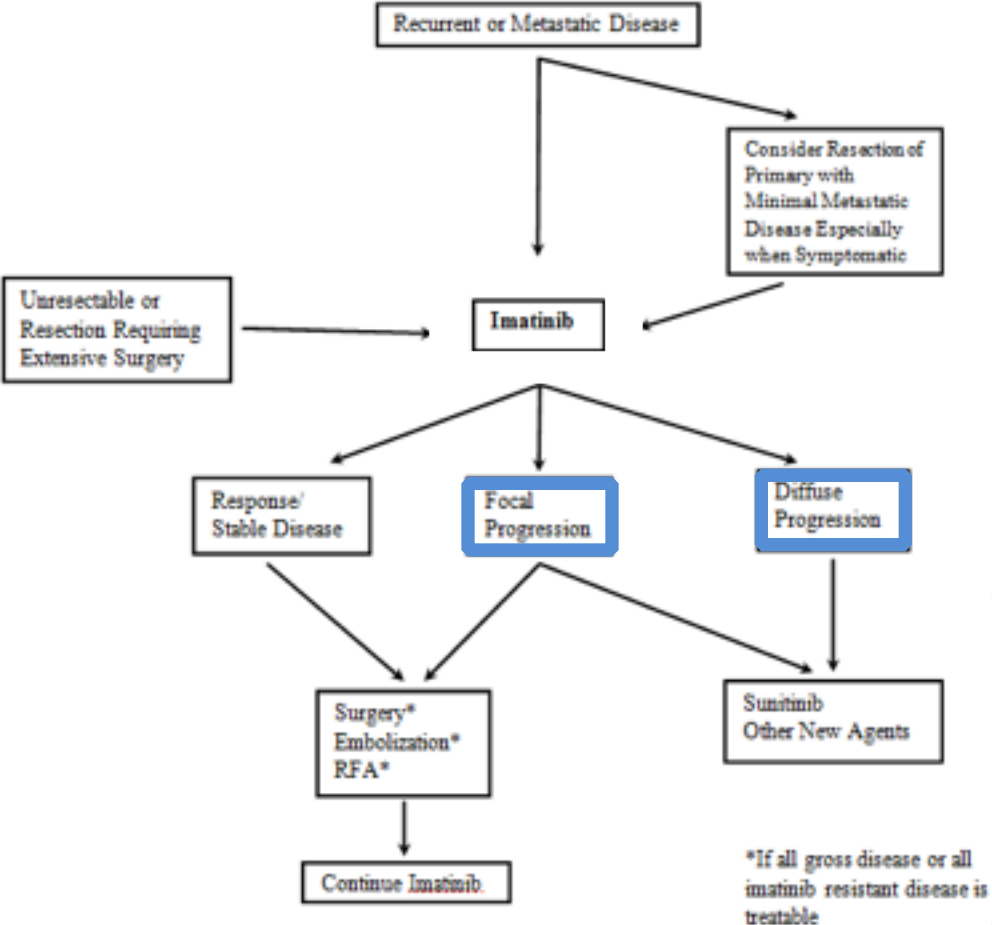 Recurrent or Metastatic Disease
Consider Resection of
Primary with
Minimal Metastatic
Disease Especially
when Symptomatic
Unresectable or
Resection Requiring
Extensive Surgery
Imatinib
Response/
Stable Disease
Focal
Progression
Diffuse
Progression
Surgery*
Embolization*
RFA*
Sunitinib
Other New Agents
Continue Imatinib.
*If all gross disease or all
imatinib resistant disease is
treatable